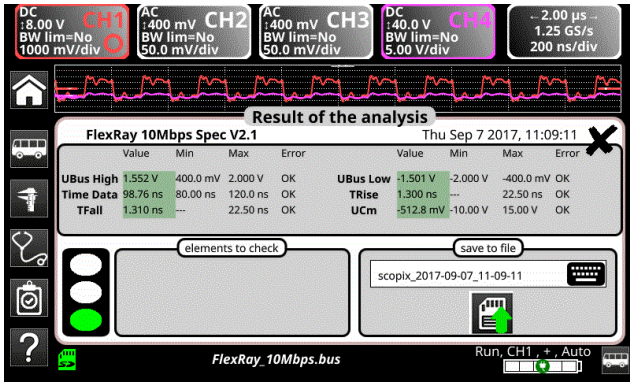 DC
↕8.00 V CH1
BW lim=No
1000 mV/div
AC
↕400 mV CH2
BW lim=No
50.0 mV/div
AC
↕400 mV CH3
BW lim=No
50.0 mV/div
DC
↕40.0 V CH4
BW lim=No
5.00 V/div
←2.00 µs→
1.25 GS/s
200 ns/div
Result of the analysis
FlexRay 10Mbps Spec V2.1 Thu Sep 7 2017, 11:09:11
Value Min Max Error Value Min Max Error
UBus High 1.552 V 400.0 mV 2.000 V OK UBus Low -1.501 V -2.000 V -400.0 mV OK
Time Data 98.76 ns 80.00 ns 120.0 ns OK TRise 1.300 ns --- 22.50 ns OK
TFall 1.310 ns --- 22.50 ns OK UCm -512.8 mV -10.00 V 15.00 V OK
elements to check
save to file
scopix_2017-09-07_11-09-11
?
FlexRay_10Mbps.bus
Run, CH1 , + , Auto